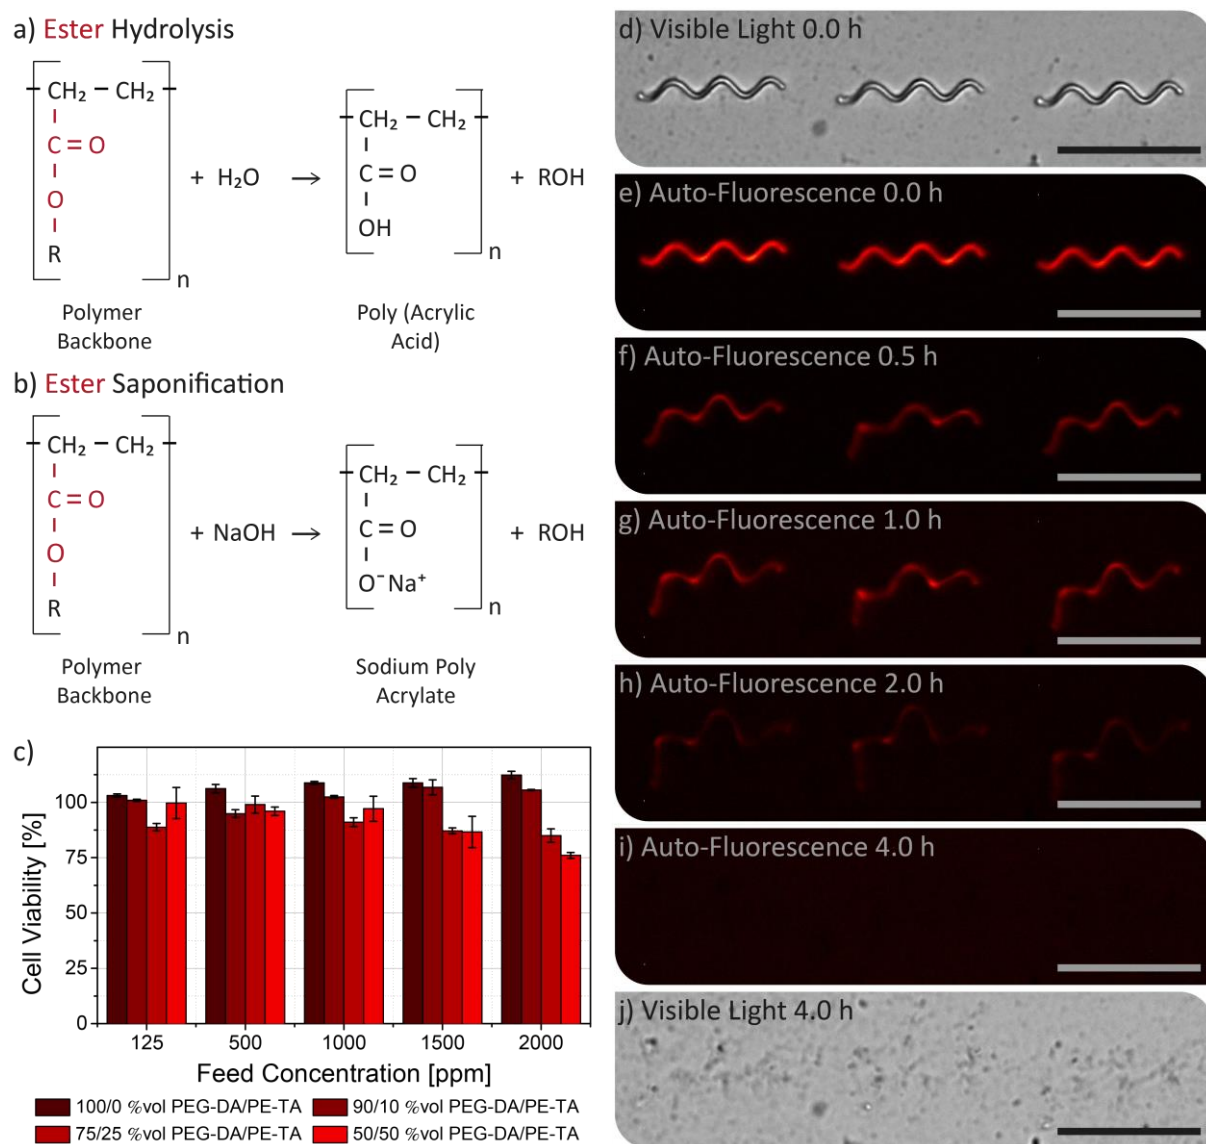 a) Ester Hydrolysis
CH₂ – CH₂
C = O
O
R
n
+ H₂O →
CH₂ – CH₂
C = O
OH
n
+ ROH
Polymer
Backbone
Poly (Acrylic
Acid)
b) Ester Saponification
CH₂ – CH₂
C = O
O
R
n
+ NaOH →
CH₂ – CH₂
C = O
O⁻ Na⁺
n
+ ROH
Polymer
Backbone
Sodium Poly
Acrylate
c)
Cell Viability [%]
100
75
50
25
0
125 500 1000 1500 2000
Feed Concentration [ppm]
100/0 %vol PEG-DA/PE-TA 90/10 %vol PEG-DA/PE-TA
75/25 %vol PEG-DA/PE-TA 50/50 %vol PEG-DA/PE-TA
d) Visible Light 0.0 h
e) Auto-Fluorescence 0.0 h
f) Auto-Fluorescence 0.5 h
g) Auto-Fluorescence 1.0 h
h) Auto-Fluorescence 2.0 h
i) Auto-Fluorescence 4.0 h
j) Visible Light 4.0 h